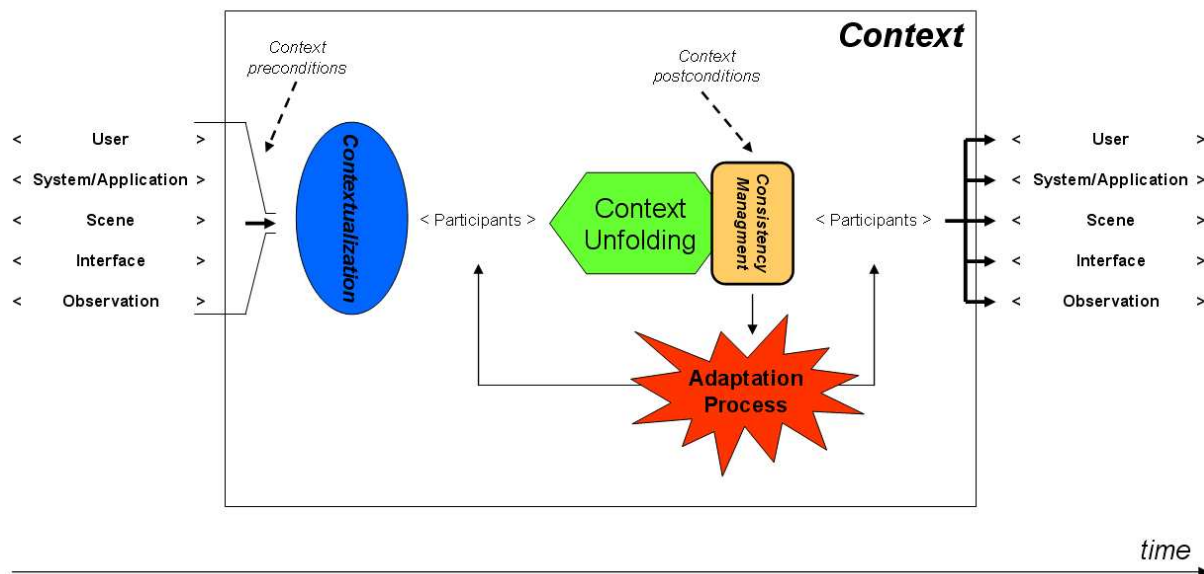 Context
Context
preconditions
Context
postconditions
< User >
< System/Application >
< Scene >
< Interface >
< Observation >
Contextualization
< Participants >
Context
Unfolding
Consistency
Managment
< Participants >
< User >
< System/Application >
< Scene >
< Interface >
< Observation >
Adaptation
Process
time